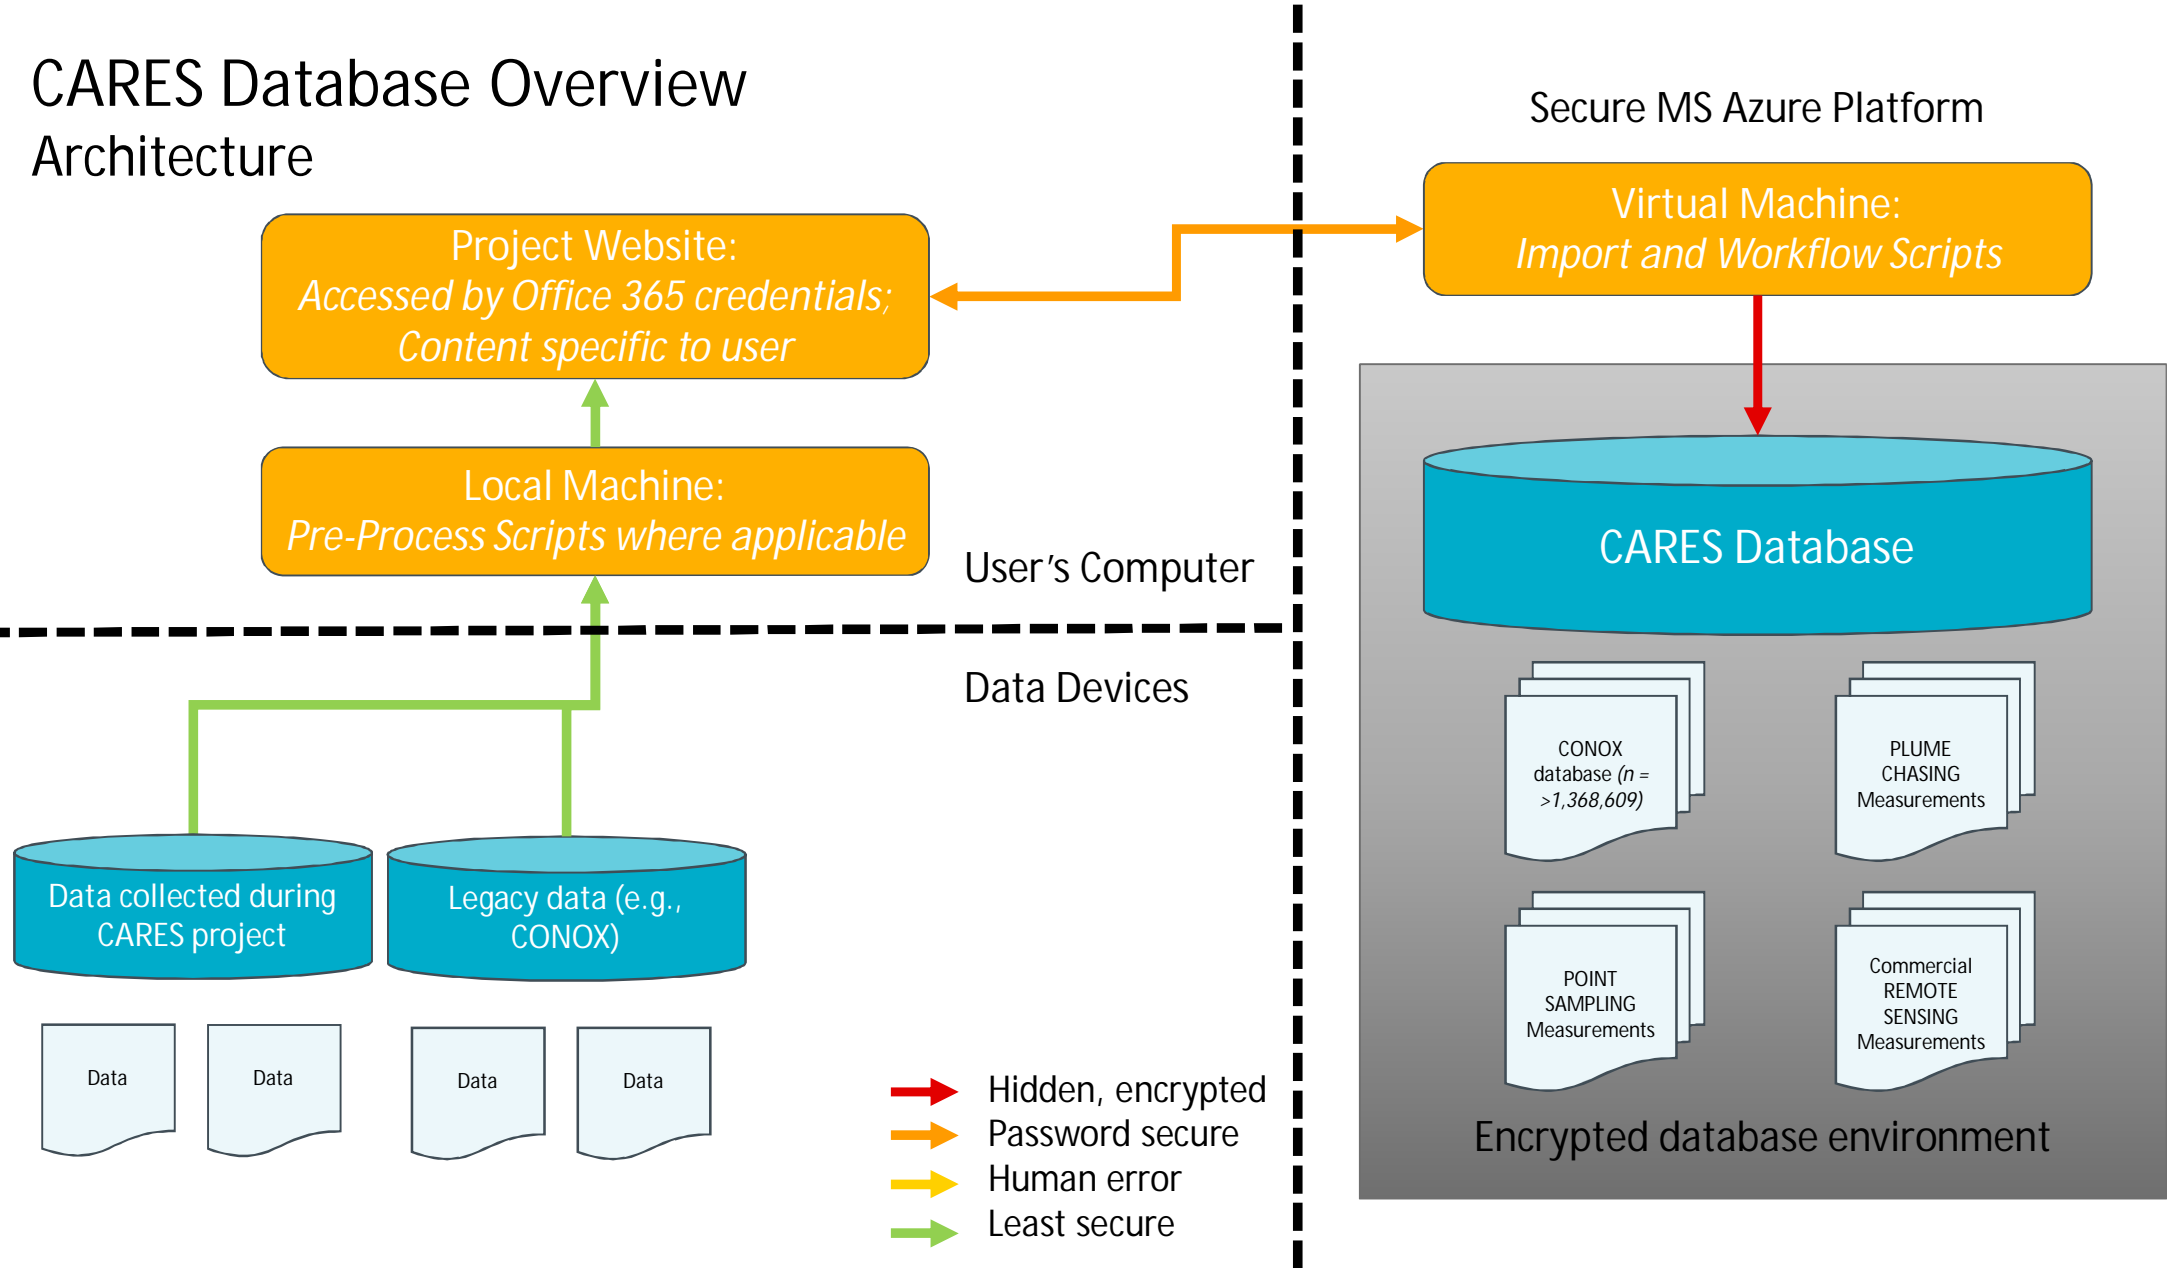 CARES Database Overview
Architecture
Secure MS Azure Platform
Project Website:
Accessed by Office 365 credentials;
Content specific to user
Virtual Machine:
Import and Workflow Scripts
Local Machine:
Pre-Process Scripts where applicable
User's Computer
Data Devices
CARES Database
Data collected during
CARES project
Legacy data (e.g.,
CONOX)
Data
Data
Data
Data
CONOX
database (n =
>1,368,609)
PLUME
CHASING
Measurements
POINT
SAMPLING
Measurements
Commercial
REMOTE
SENSING
Measurements
Encrypted database environment
Hidden, encrypted
Password secure
Human error
Least secure